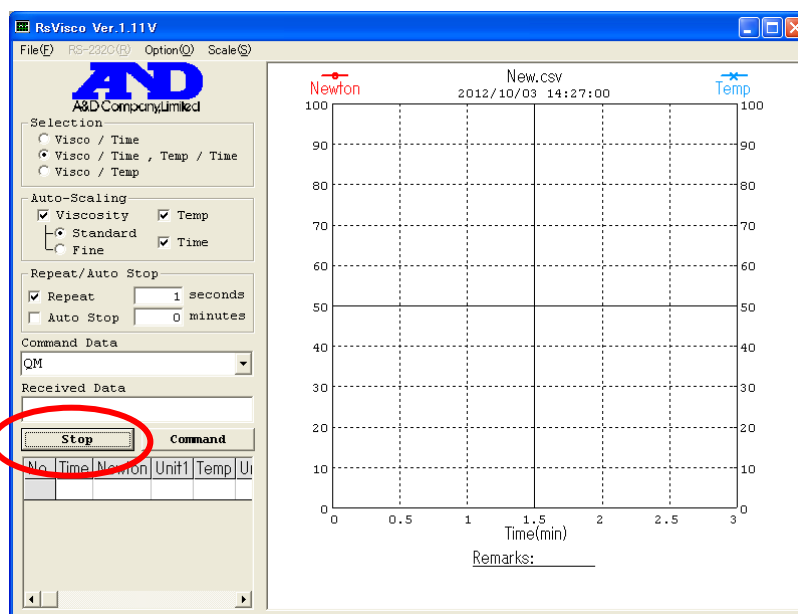 RsVisco Ver.1.11V
File(F) RS-232C(R) Option(O) Scale(S)
AND
A&D Company,Limited
Selection
Visco / Time
Visco / Time , Temp / Time
Visco / Temp
Auto-Scaling
Viscosity Temp
Standard
Time
Fine
Repeat/Auto Stop
Repeat 1 seconds
Auto Stop 0 minutes
Command Data
QM
Received Data
Stop Command
No Time Newton Unit1 Temp
New.csv
Newton 2012/10/03 14:27:00 Temp
100 100
90 90
80 80
70 70
60 60
50 50
40 40
30 30
20 20
10 10
0 0
0 0.5 1 1.5 2 2.5 3
Time(min)
Remarks: